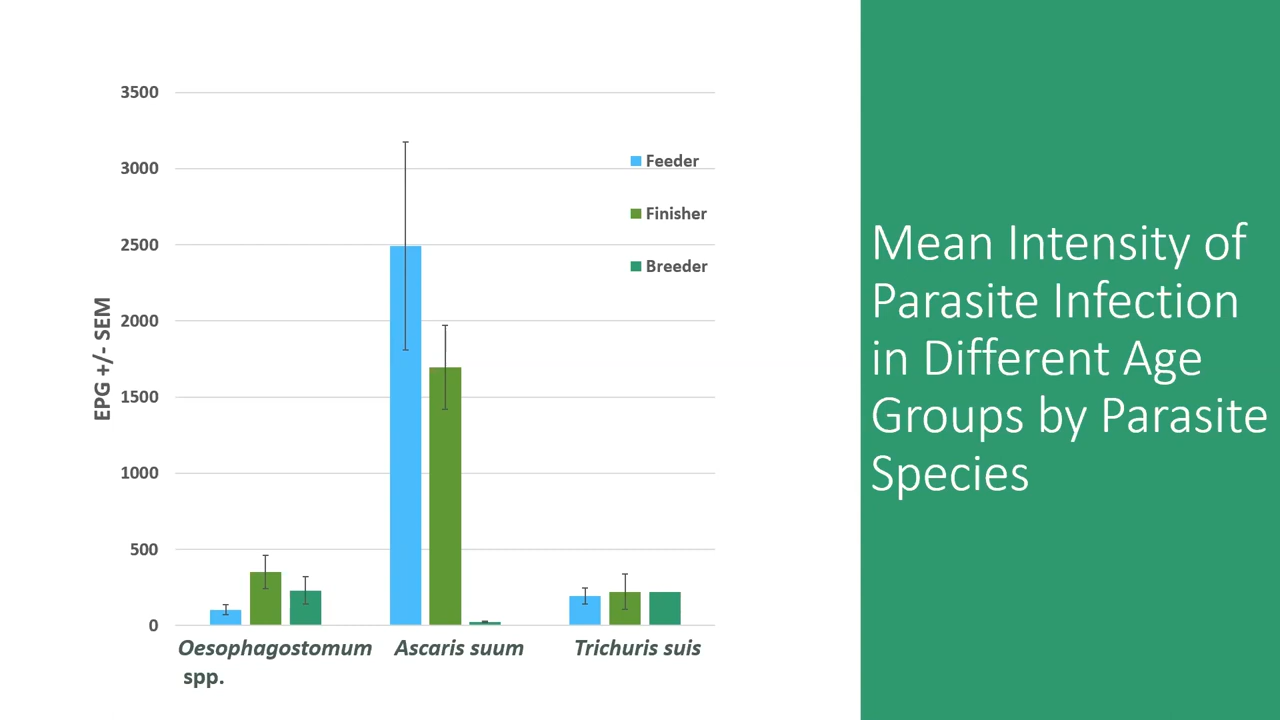 3500
3000
2500
2000
1500
1000
500
0
EPG +/- SEM
Feeder
Finisher
Breeder
Oesophagostomum spp.
Ascaris suum
Trichuris suis
Mean Intensity of
Parasite Infection
in Different Age
Groups by Parasite
Species